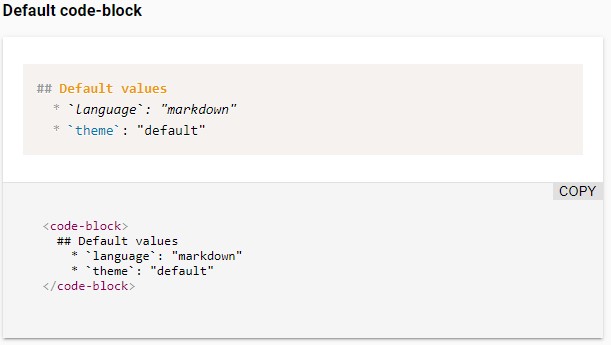 Default code-block
## Default values
  * `language`: "markdown"
  * `theme`: "default"
COPY
<code-block>
  ## Default values
    * `language`: "markdown"
    * `theme`: "default"
</code-block>